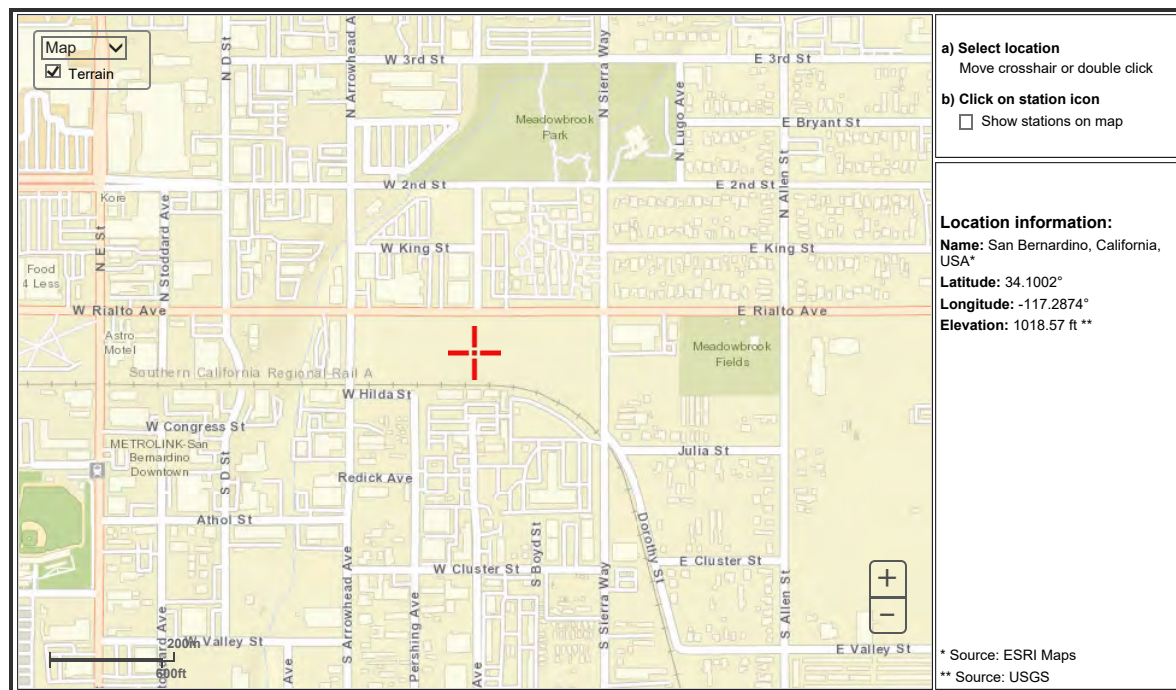 Map
Terrain
N D St
N Arrowhead A
W 3rd St
N Sierra Way
E 3rd St
Meadowbrook
Park
N Lugo Ave
E Bryant St
N Allen St
W 2nd St
E 2nd St
Kore
N E St
N Stoddard Ave
W King St
E King St
Food
4 Less
W Rialto Ave
E Rialto Ave
Astro
Motel
Meadowbrook
Fields
Southern California Regional Rail A
W Hilda St
W Congress St
METROLINK-San
Bernardino
Downtown
S D St
Julia St
Redick Ave
Athol St
S Boyd St
Dorothy St
E Cluster St
W Cluster St
S Arrowhead Ave
Pershing Ave
S Sierra Way
S Allen St
W Valley St
E Valley St
toddard Ave
Ave
Ave
200m
600ft
+
−
a) Select location
Move crosshair or double click
b) Click on station icon
Show stations on map
Location information:
Name: San Bernardino, California,
USA*
Latitude: 34.1002°
Longitude: -117.2874°
Elevation: 1018.57 ft **
* Source: ESRI Maps
** Source: USGS